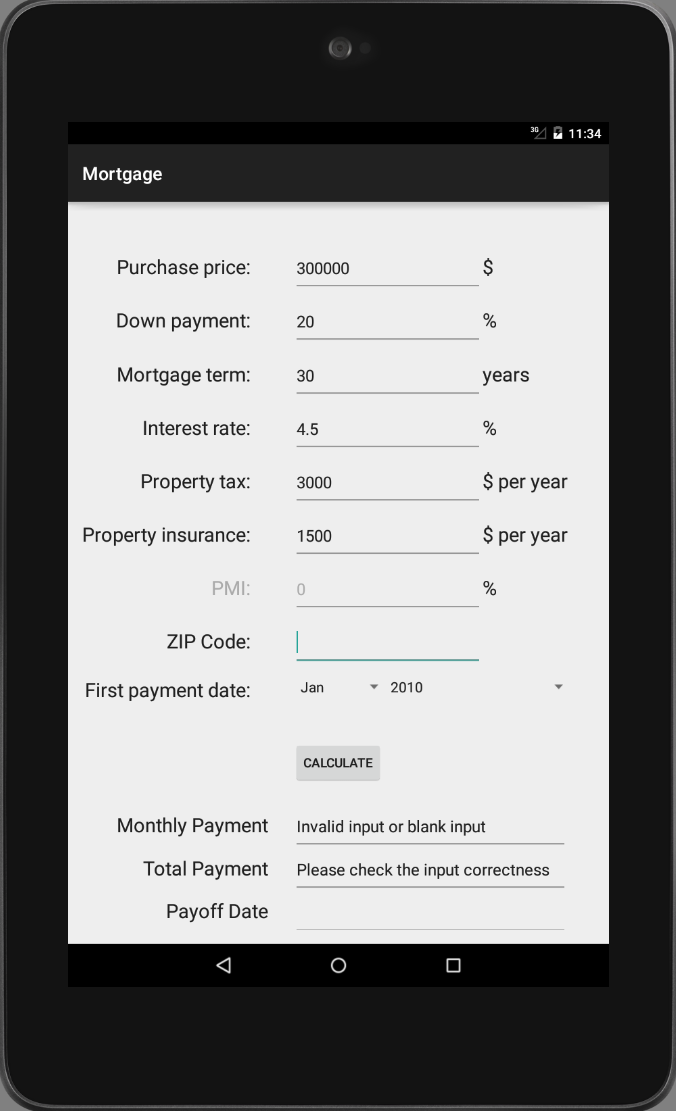 3G 11:34
Mortgage
Purchase price: 300000 $
Down payment: 20 %
Mortgage term: 30 years
Interest rate: 4.5 %
Property tax: 3000 $ per year
Property insurance: 1500 $ per year
PMI: 0 %
ZIP Code:
First payment date: Jan 2010
CALCULATE
Monthly Payment Invalid input or blank input
Total Payment Please check the input correctness
Payoff Date